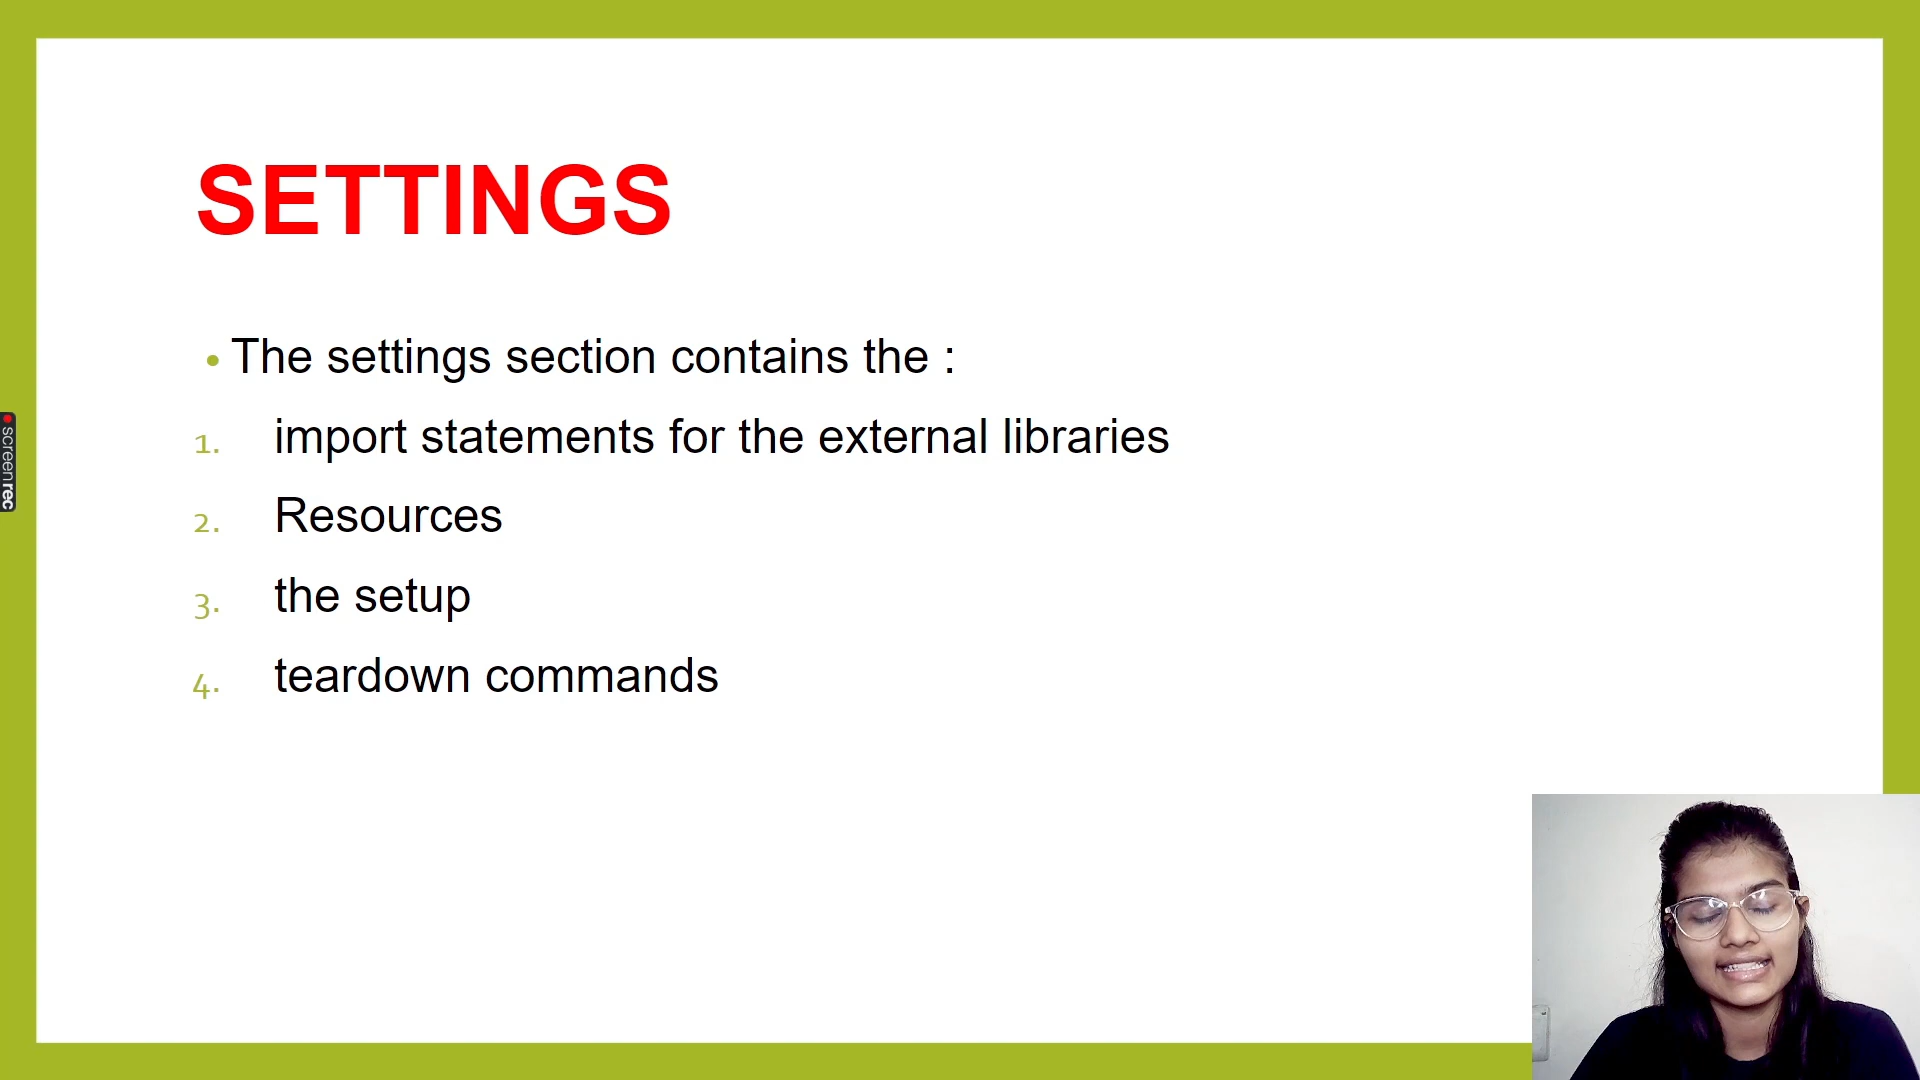 SETTINGS
• The settings section contains the :
1. import statements for the external libraries
2. Resources
3. the setup
4. teardown commands
screenrec